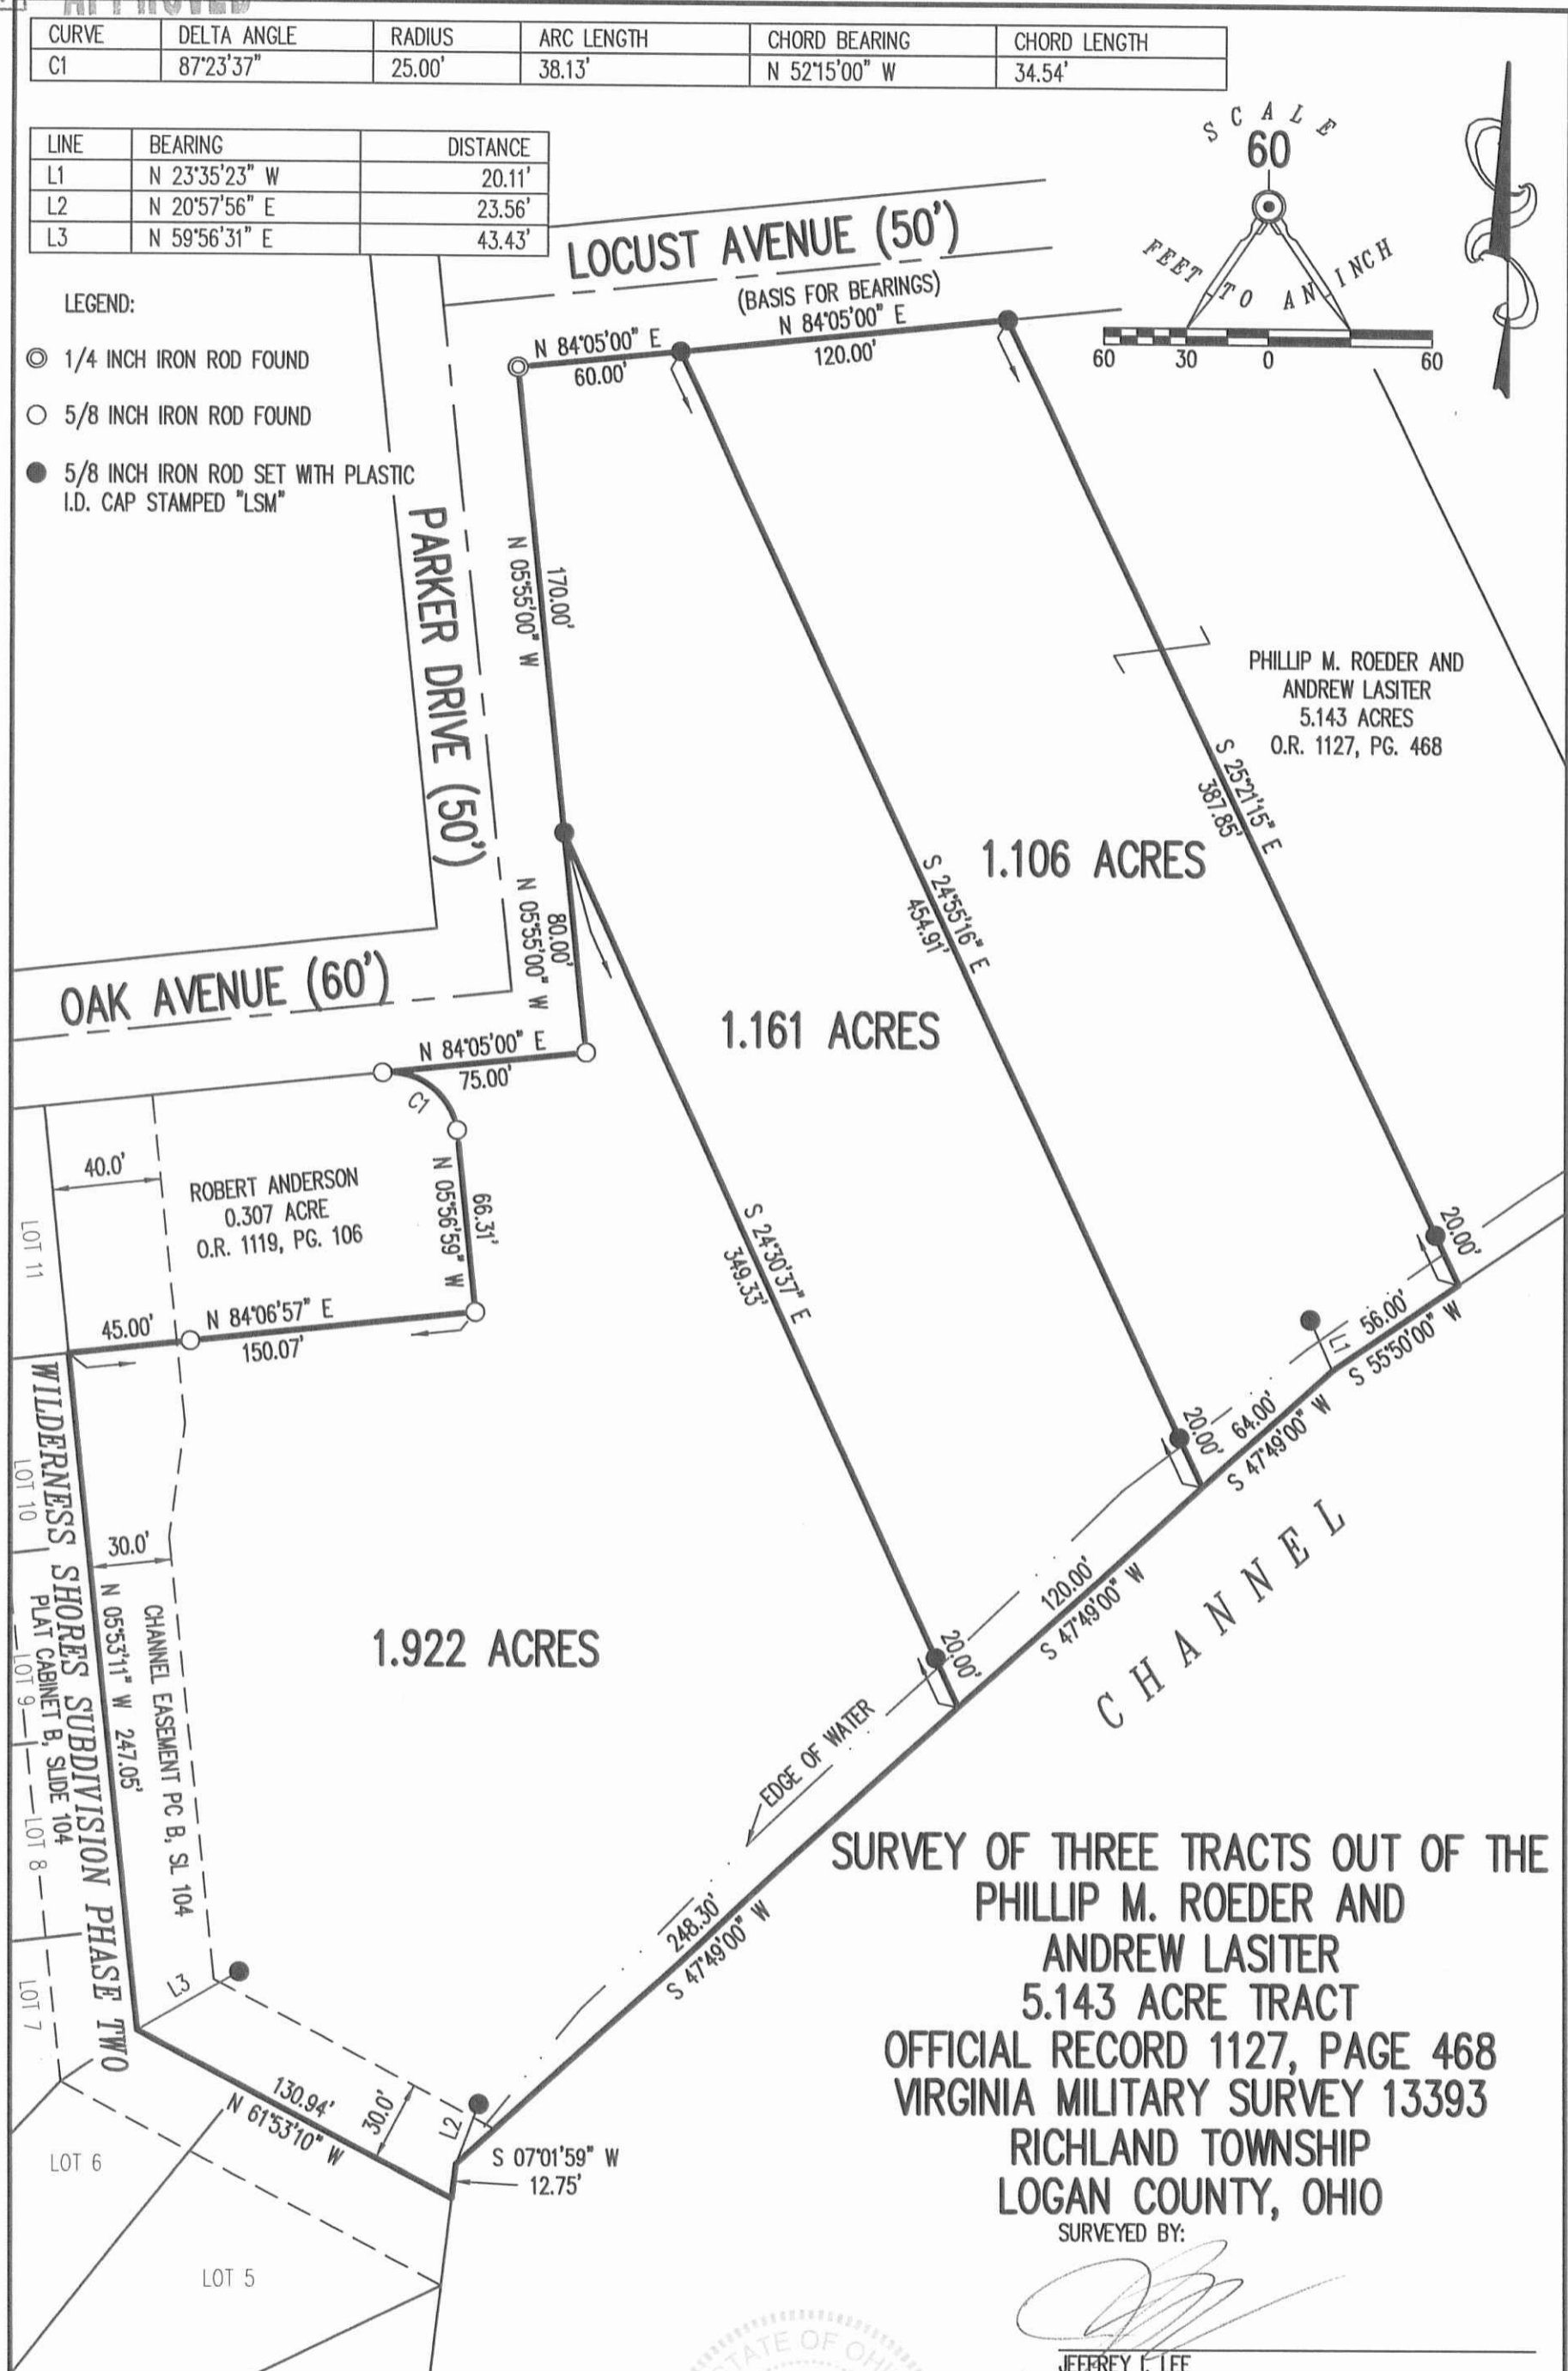 APPROVED
CURVE DELTA ANGLE RADIUS ARC LENGTH CHORD BEARING CHORD LENGTH
C1 87°23'37" 25.00' 38.13' N 52°15'00" W 34.54'
LINE BEARING DISTANCE
L1 N 23°35'23" W 20.11'
L2 N 20°57'56" E 23.56'
L3 N 59°56'31" E 43.43'
SCALE
60
FEET TO AN INCH
60 30 0 60
LEGEND:
1/4 INCH IRON ROD FOUND
5/8 INCH IRON ROD FOUND
5/8 INCH IRON ROD SET WITH PLASTIC
I.D. CAP STAMPED "LSM"
LOCUST AVENUE (50')
(BASIS FOR BEARINGS)
N 84°05'00" E
60.00'
N 84°05'00" E
120.00'
PARKER DRIVE (50')
170.00'
N 05°55'00" W
80.00'
N 05°55'00" W
OAK AVENUE (60')
N 84°05'00" E
75.00'
C1
PHILLIP M. ROEDER AND
ANDREW LASITER
5.143 ACRES
O.R. 1127, PG. 468
S 25°21'15" E
387.85'
1.106 ACRES
S 24°55'16" E
454.91'
1.161 ACRES
S 24°30'37" E
349.33'
40.0'
ROBERT ANDERSON
0.307 ACRE
O.R. 1119, PG. 106
66.31'
N 05°56'59" W
LOT 11
45.00'
N 84°06'57" E
150.07'
20.00'
56.00'
S 55°50'00" W
L1
20.00'
64.00'
S 47°49'00" W
120.00'
S 47°49'00" W
20.00'
CHANNEL
WILDERNESS SHORES SUBDIVISION PHASE TWO
PLAT CABINET B, SLIDE 104
LOT 10
LOT 9
LOT 8
LOT 7
30.0'
N 05°53'11" W 247.05'
CHANNEL EASEMENT PC B, SL 104
1.922 ACRES
EDGE OF WATER
248.30'
S 47°49'00" W
L3
130.94'
N 61°53'10" W
30.0'
L2
S 07°01'59" W
12.75'
LOT 6
LOT 5
SURVEY OF THREE TRACTS OUT OF THE
PHILLIP M. ROEDER AND
ANDREW LASITER
5.143 ACRE TRACT
OFFICIAL RECORD 1127, PAGE 468
VIRGINIA MILITARY SURVEY 13393
RICHLAND TOWNSHIP
LOGAN COUNTY, OHIO
SURVEYED BY:
STATE OF OHIO
JEFFREY I. LEE